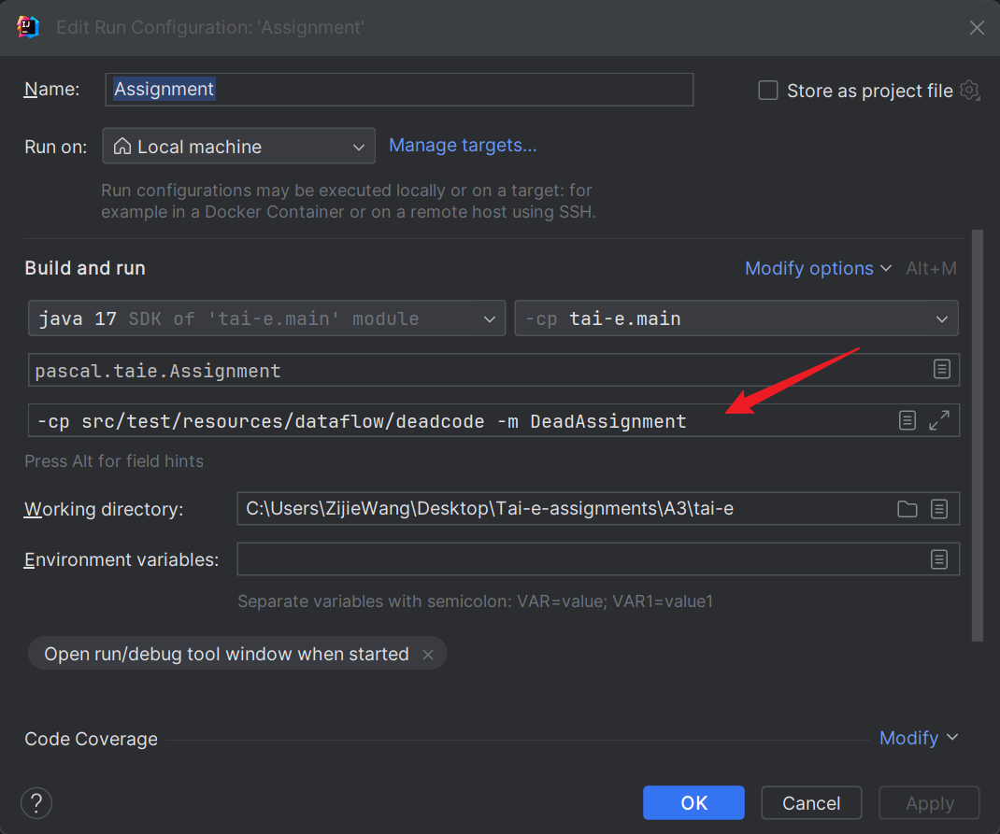 Edit Run Configuration: 'Assignment'
Name: Assignment Store as project file
Run on: Local machine Manage targets...
Run configurations may be executed locally or on a target: for
example in a Docker Container or on a remote host using SSH.
Build and run Modify options Alt+M
java 17 SDK of 'tai-e.main' module -cp tai-e.main
pascal.taie.Assignment
-cp src/test/resources/dataflow/deadcode -m DeadAssignment
Press Alt for field hints
Working directory: C:\Users\ZijieWang\Desktop\Tai-e-assignments\A3\tai-e
Environment variables:
Separate variables with semicolon: VAR=value; VAR1=value1
Open run/debug tool window when started
Code Coverage Modify
? OK Cancel Apply